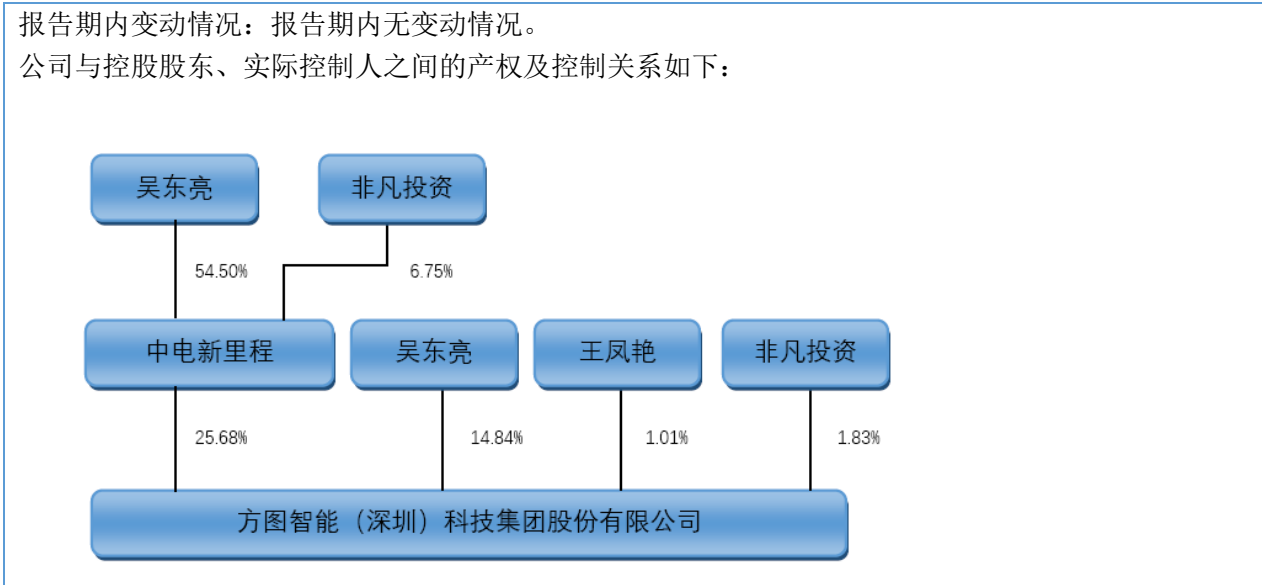 报告期内变动情况：报告期内无变动情况。
公司与控股股东、实际控制人之间的产权及控制关系如下：
吴东亮
非凡投资
54.50%
6.75%
中电新里程
吴东亮
王凤艳
非凡投资
25.68%
14.84%
1.01%
1.83%
方图智能（深圳）科技集团股份有限公司